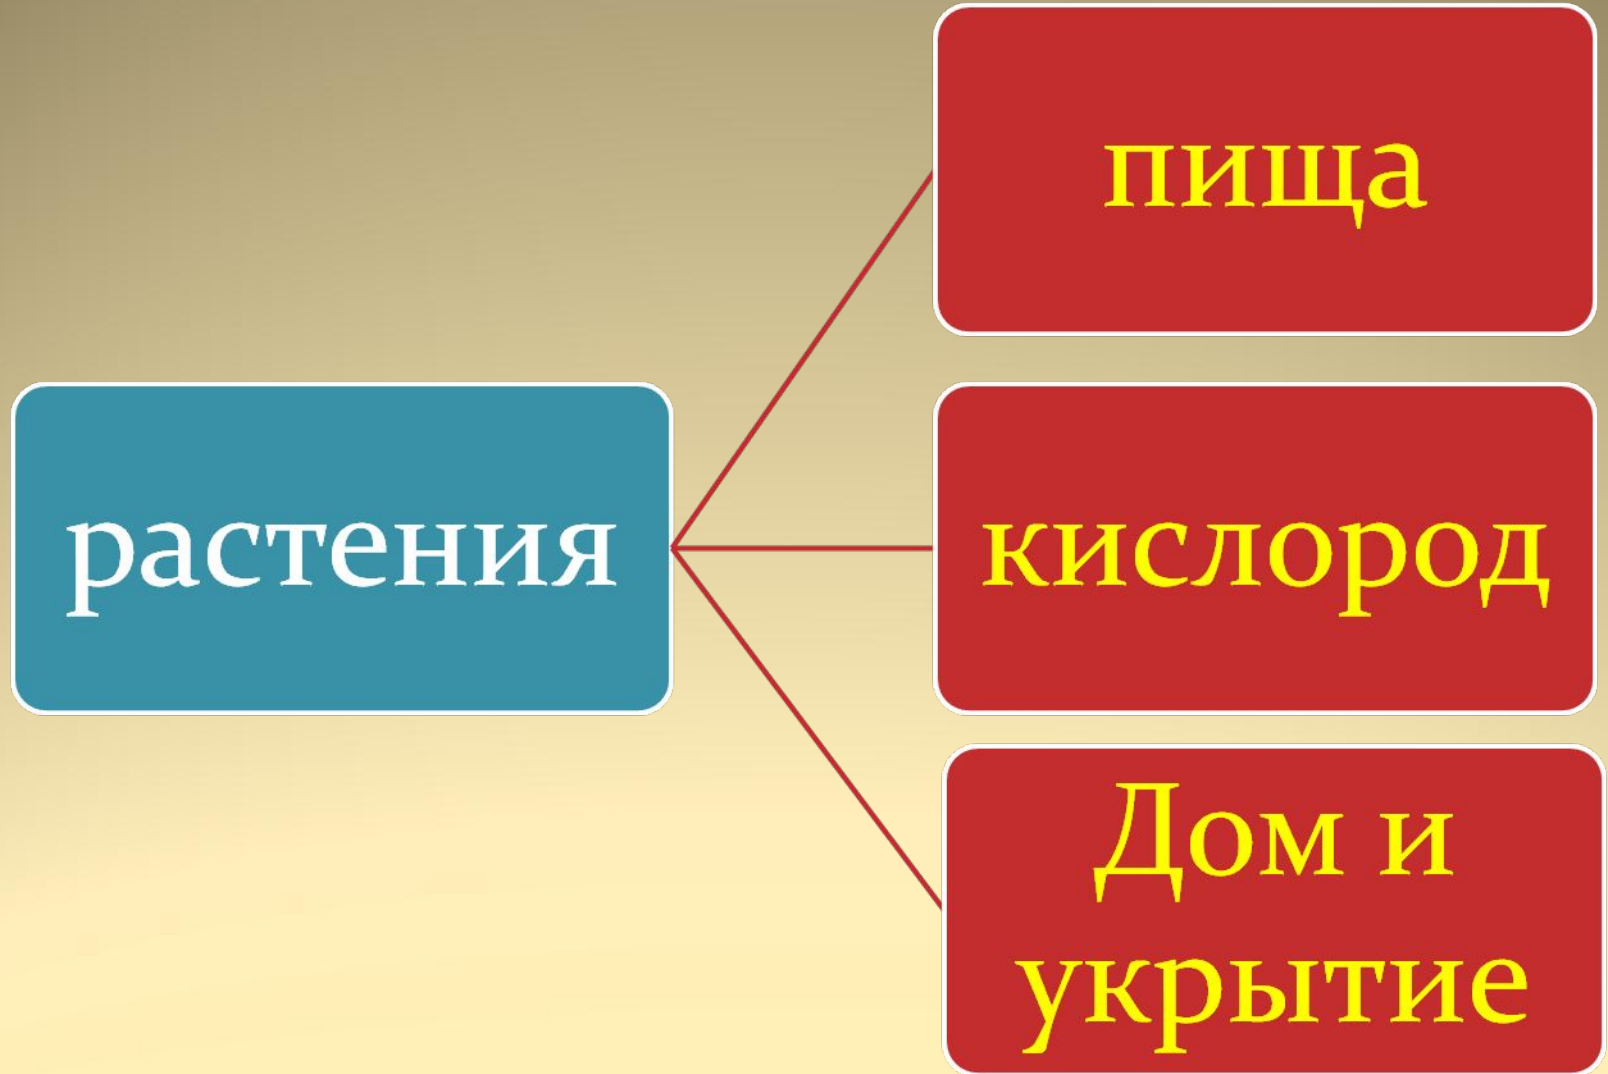 пища
растения
кислород
Дом и
укрытие